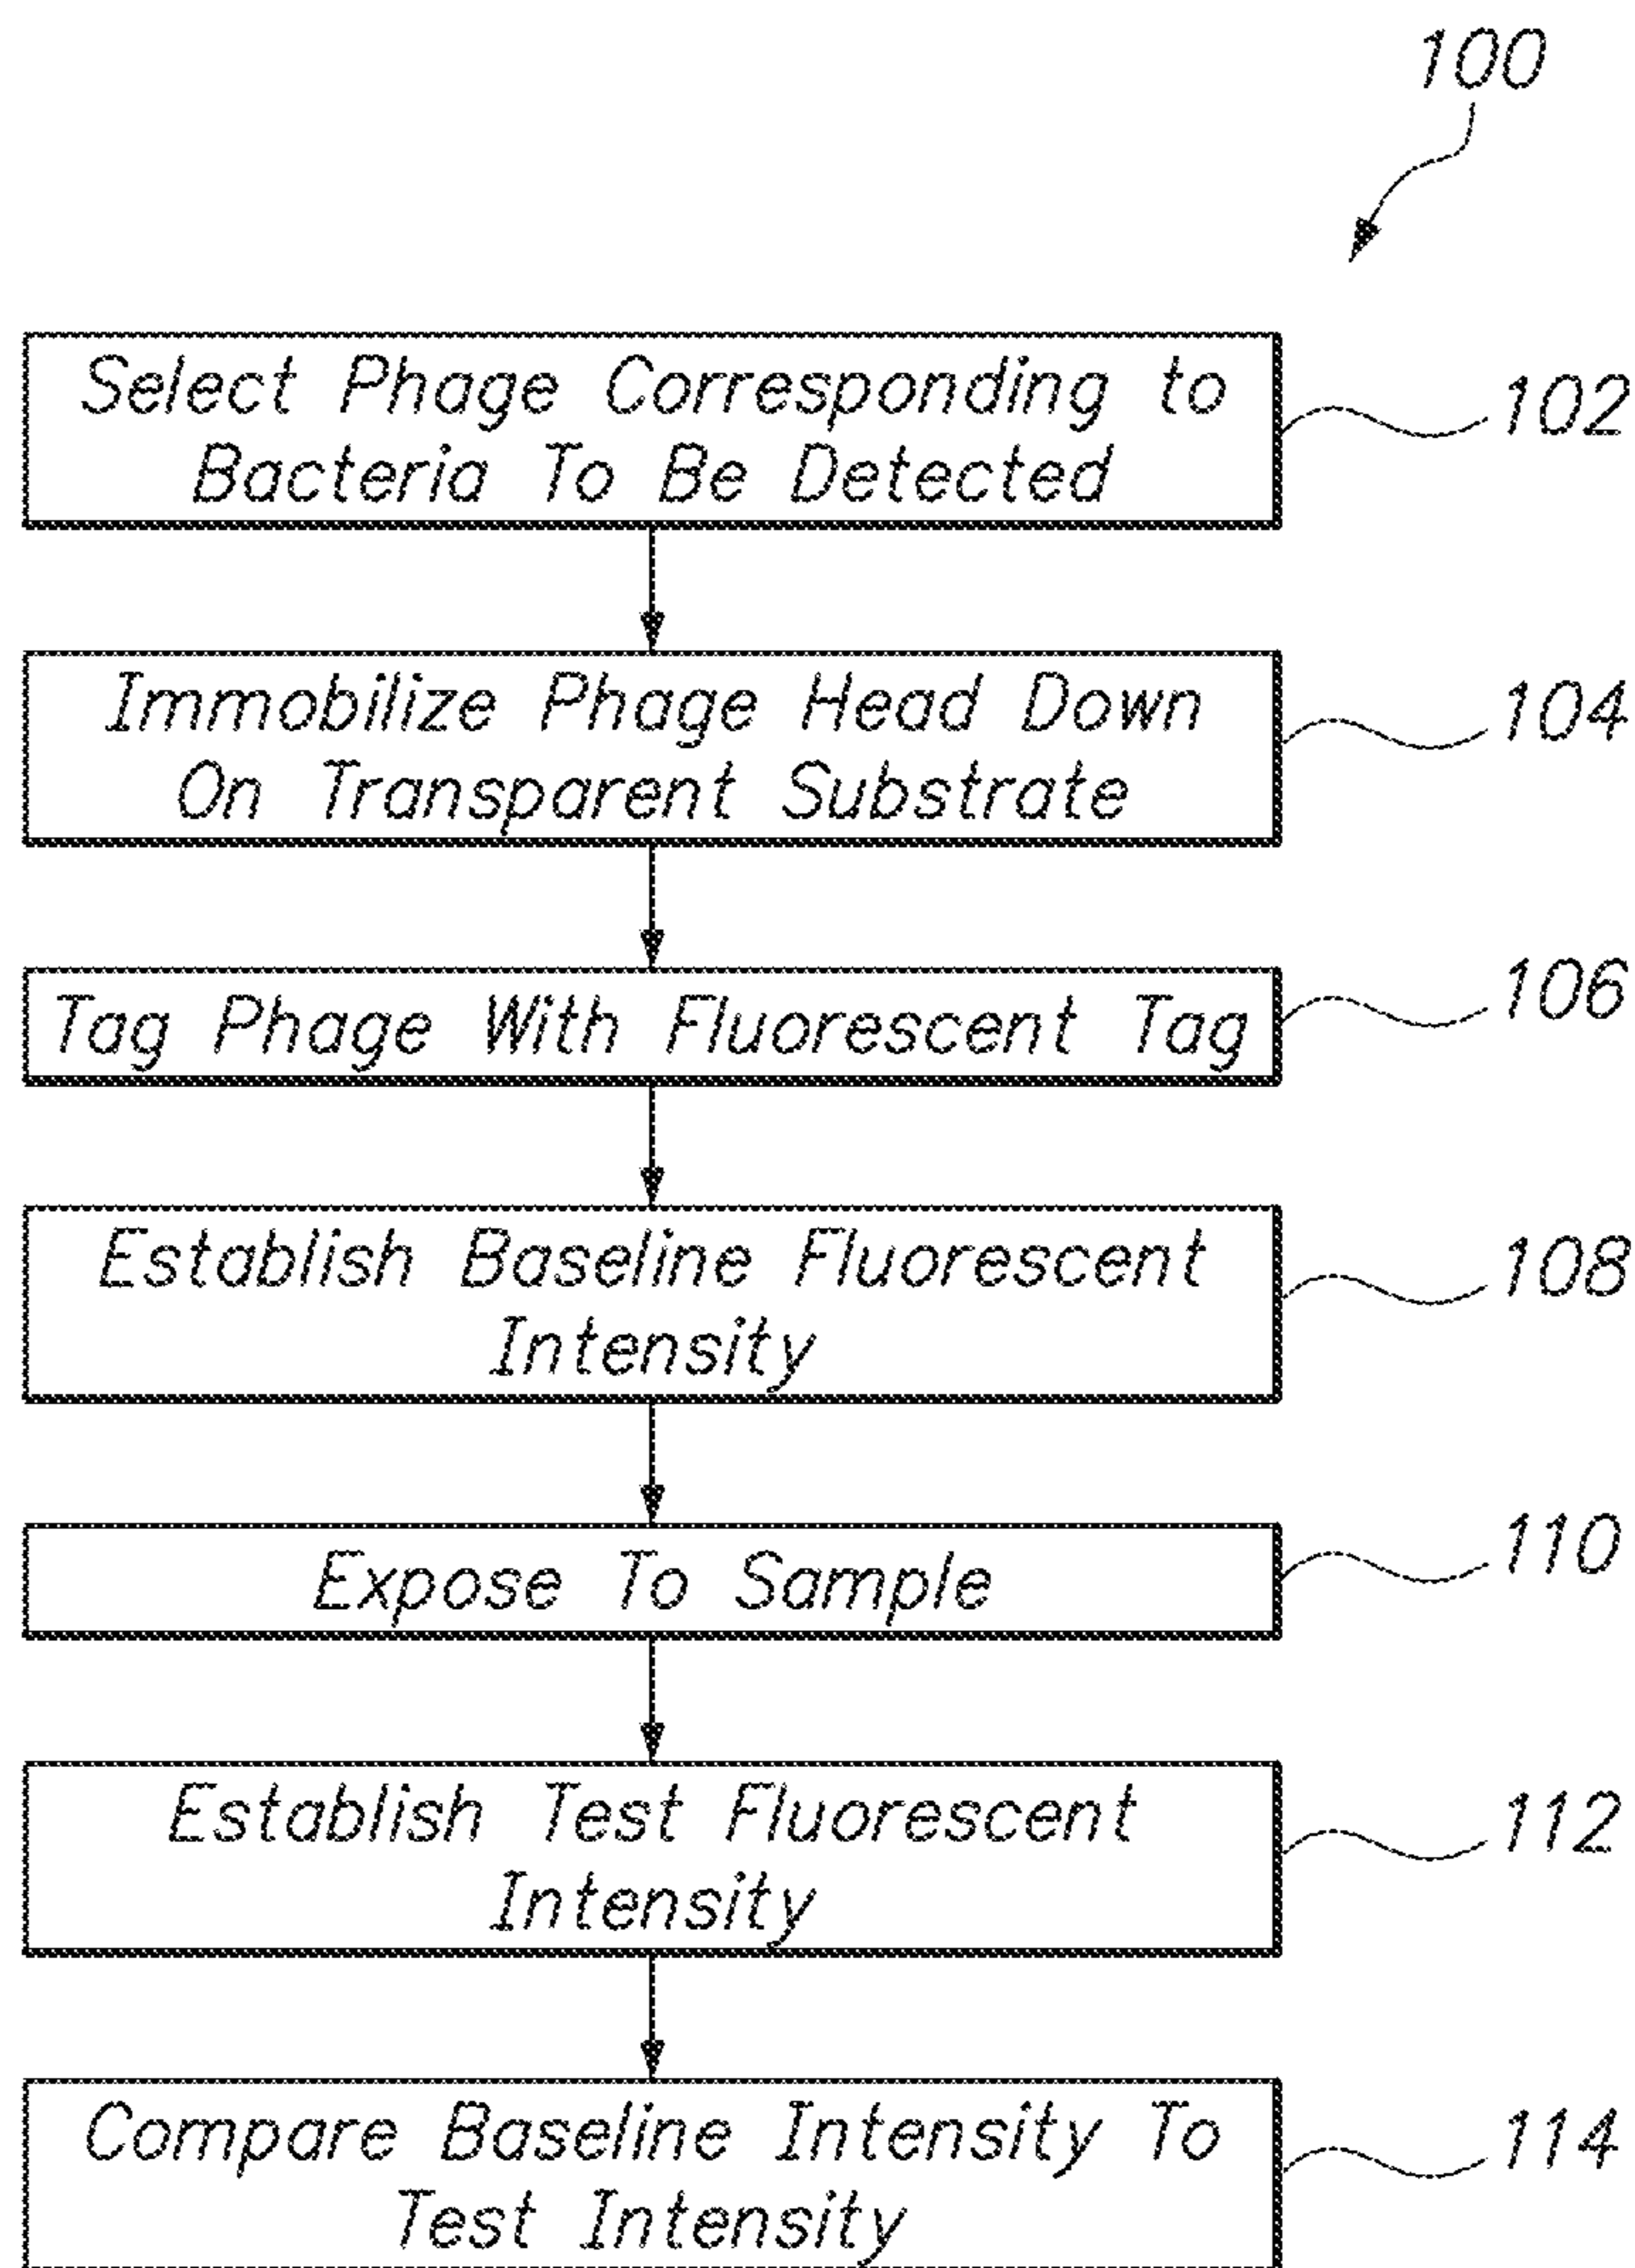 100
Select Phage Corresponding to
Bacteria To Be Detected
102
Immobilize Phage Head Down
On Transparent Substrate
104
Tag Phage With Fluorescent Tag
106
Establish Baseline Fluorescent
Intensity
108
Expose To Sample
110
Establish Test Fluorescent
Intensity
112
Compare Baseline Intensity To
Test Intensity
114